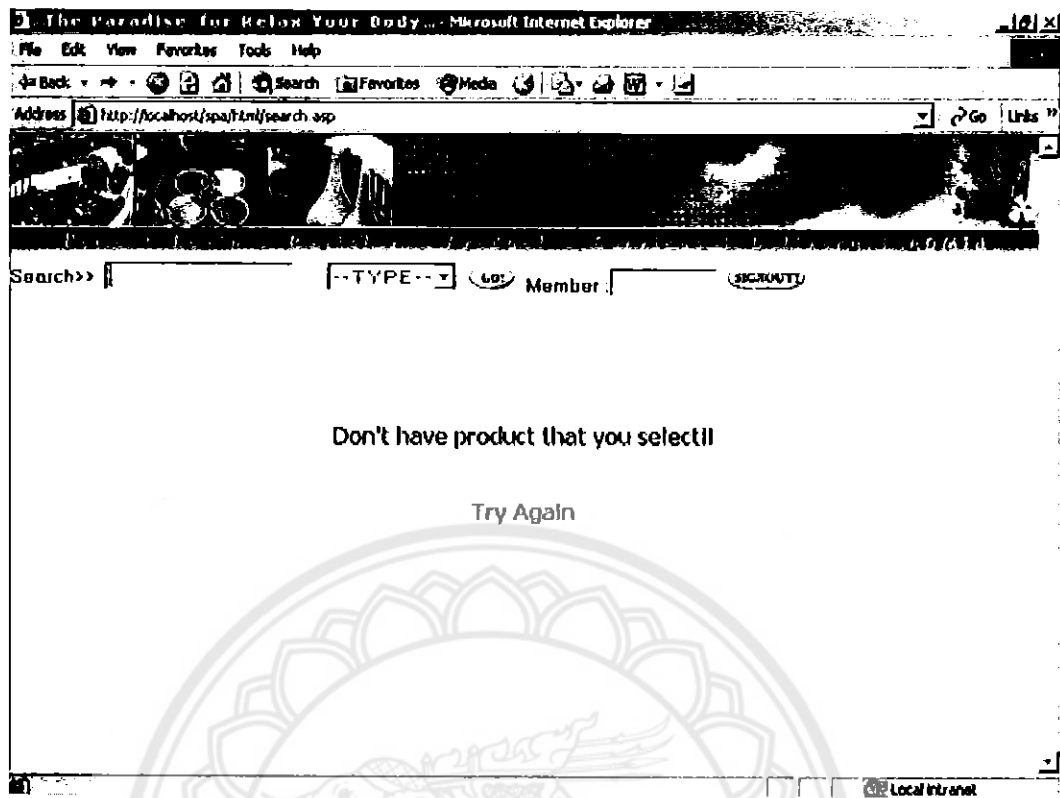 The Paradise for Relax Your Body... - Microsoft Internet Explorer
File Edit View Favorites Tools Help
Back Search Favorites Media
Address http://localhost/spa/html/search.asp Go Links »
Search>> --TYPE-- Go! Member : SIGNOUT
Don't have product that you select!!
Try Again
Local intranet